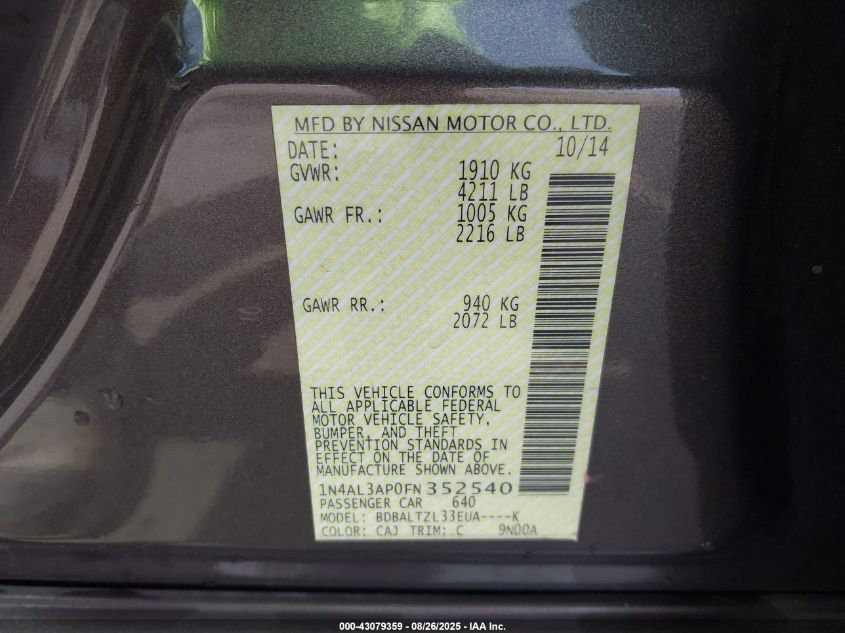 MFD BY NISSAN MOTOR CO., LTD.
DATE: 10/14
GVWR: 1910 KG
4211 LB
GAWR FR.: 1005 KG
2216 LB
GAWR RR.: 940 KG
2072 LB
THIS VEHICLE CONFORMS TO
ALL APPLICABLE FEDERAL
MOTOR VEHICLE SAFETY,
BUMPER, AND THEFT
PREVENTION STANDARDS IN
EFFECT ON THE DATE OF
MANUFACTURE SHOWN ABOVE.
1N4AL3AP0FN352540
PASSENGER CAR 640
MODEL: BDBALTZL33EUA----K
COLOR: CAJ TRIM: C 9N00A
000-43079359 - 08/26/2025 - IAA Inc.